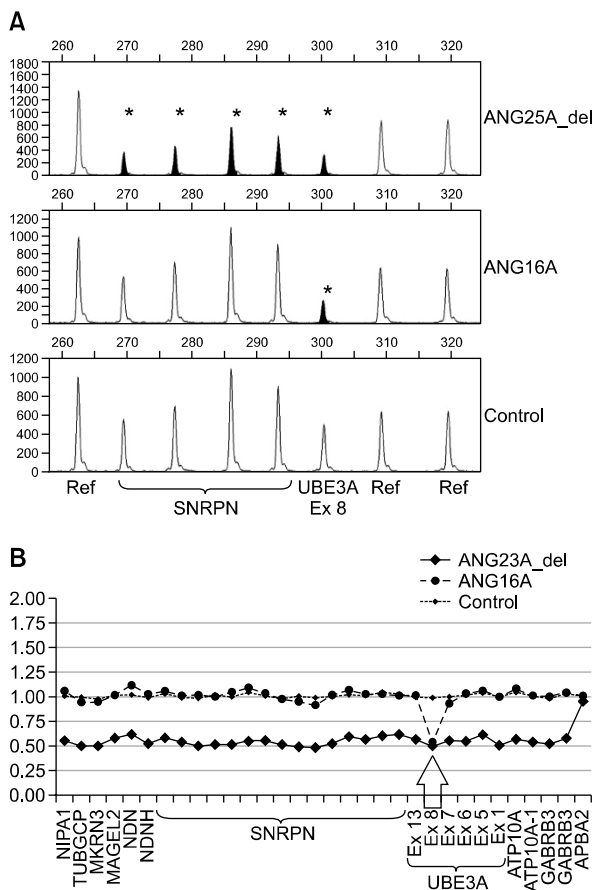 A
260 270 280 290 300 310 320
1800
1600
1400
1200
1000
800
600
400
200
0
* * * * *
ANG25A_del
260 270 280 290 300 310 320
1200
1000
800
600
400
200
0
*
ANG16A
260 270 280 290 300 310 320
1200
1000
800
600
400
200
0
Control
Ref SNRPN UBE3A Ex 8 Ref Ref
B
ANG23A_del
ANG16A
Control
2.00
1.75
1.50
1.25
1.00
0.75
0.50
0.25
0.00
NIPA1
TUBGCP
MKRN3
MAGEL2
NDN
NDNH
SNRPN
Ex 13
Ex 8
Ex 7
Ex 6
Ex 5
Ex 1
UBE3A
ATP10A
ATP10A-1
GABRB3
GABRB3
APBA2